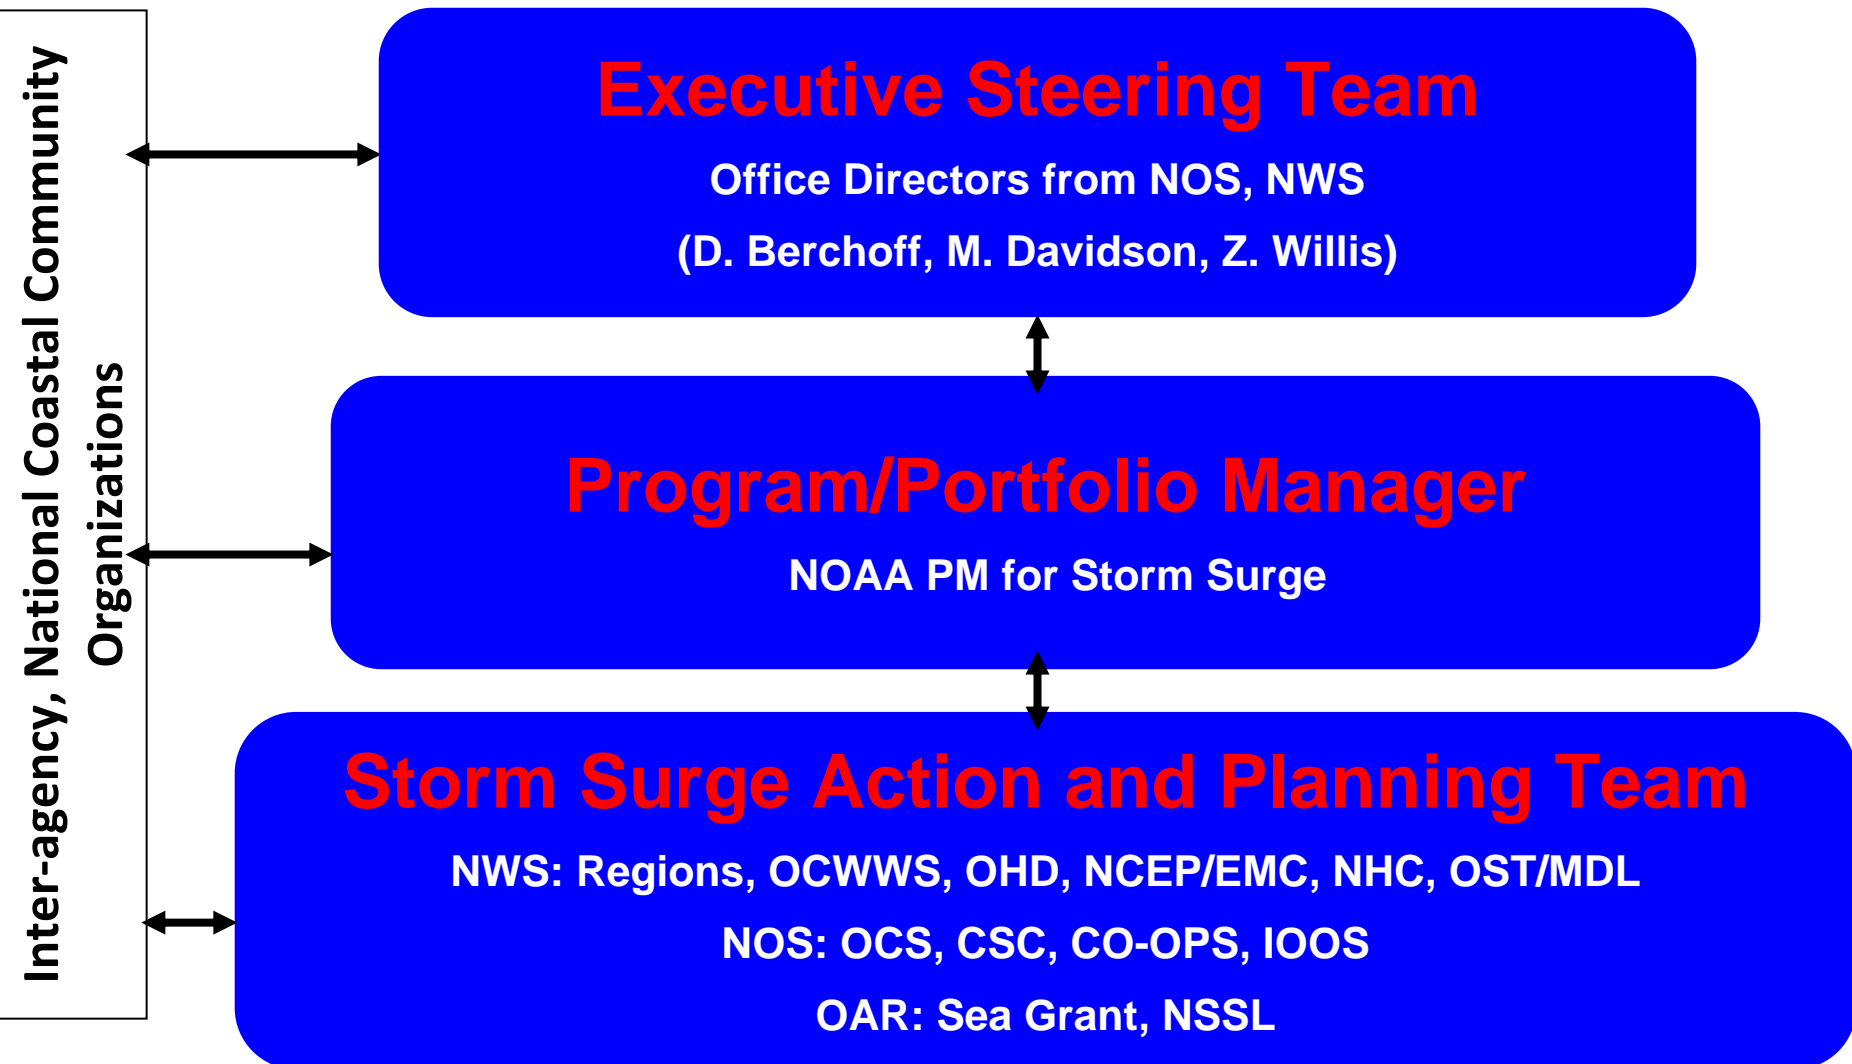 Inter-agency, National Coastal Community
Organizations
Executive Steering Team
Office Directors from NOS, NWS
(D. Berchoff, M. Davidson, Z. Willis)
Program/Portfolio Manager
NOAA PM for Storm Surge
Storm Surge Action and Planning Team
NWS: Regions, OCWWS, OHD, NCEP/EMC, NHC, OST/MDL
NOS: OCS, CSC, CO-OPS, IOOS
OAR: Sea Grant, NSSL